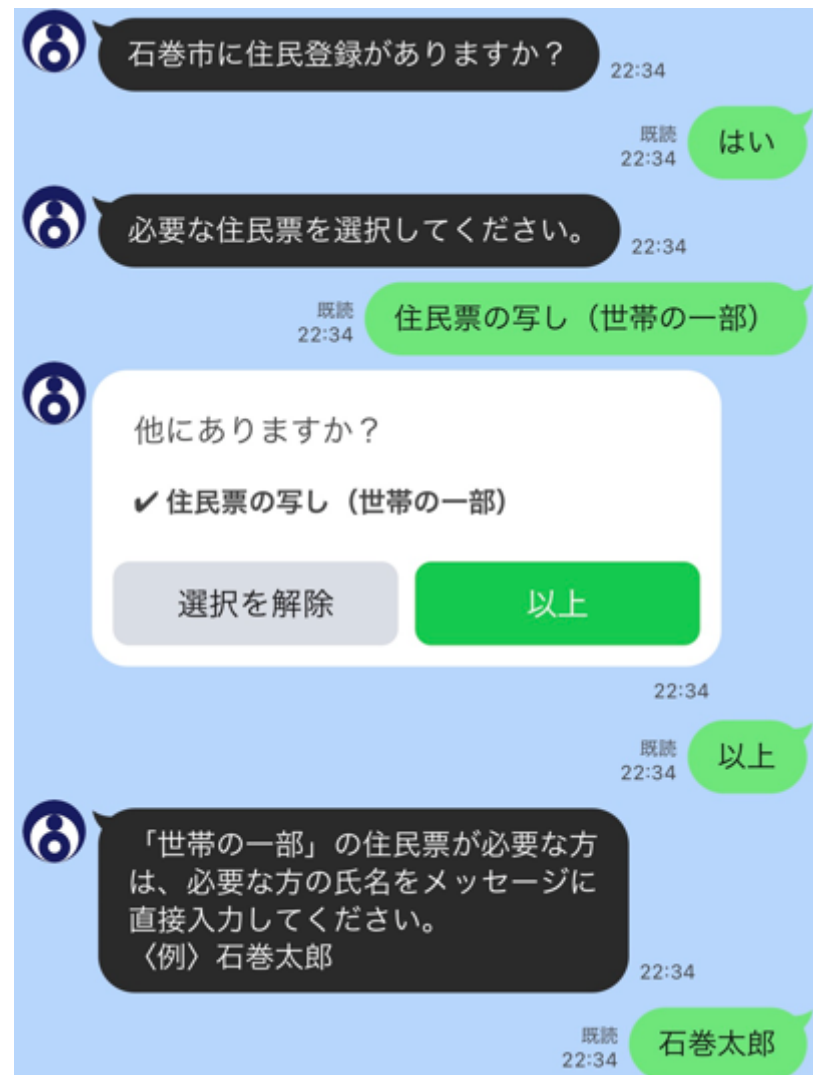 石巻市に住民登録がありますか？
22:34
既読
22:34
はい
必要な住民票を選択してください。
22:34
既読
22:34
住民票の写し（世帯の一部）
他にありますか？
✔ 住民票の写し（世帯の一部）
選択を解除
以上
22:34
既読
22:34
以上
「世帯の一部」の住民票が必要な方
は、必要な方の氏名をメッセージに
直接入力してください。
〈例〉石巻太郎
22:34
既読
22:34
石巻太郎